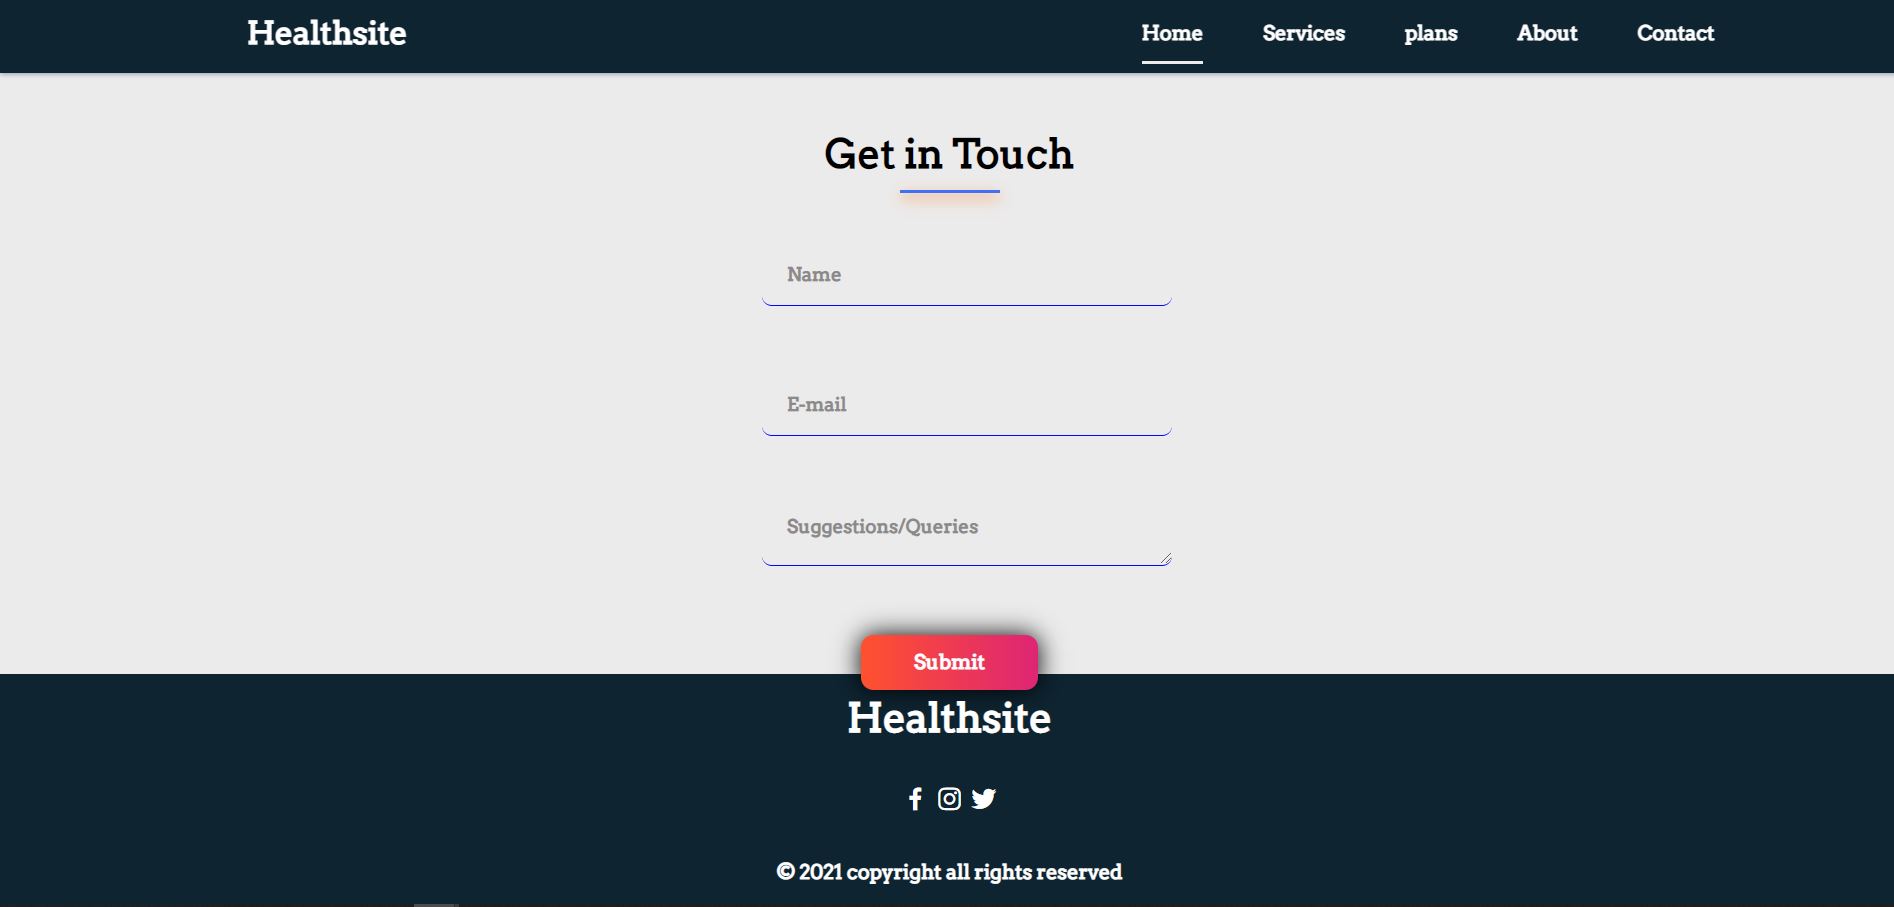 Healthsite
Home Services plans About Contact
Get in Touch
Name
E-mail
Suggestions/Queries
Submit
Healthsite
© 2021 copyright all rights reserved